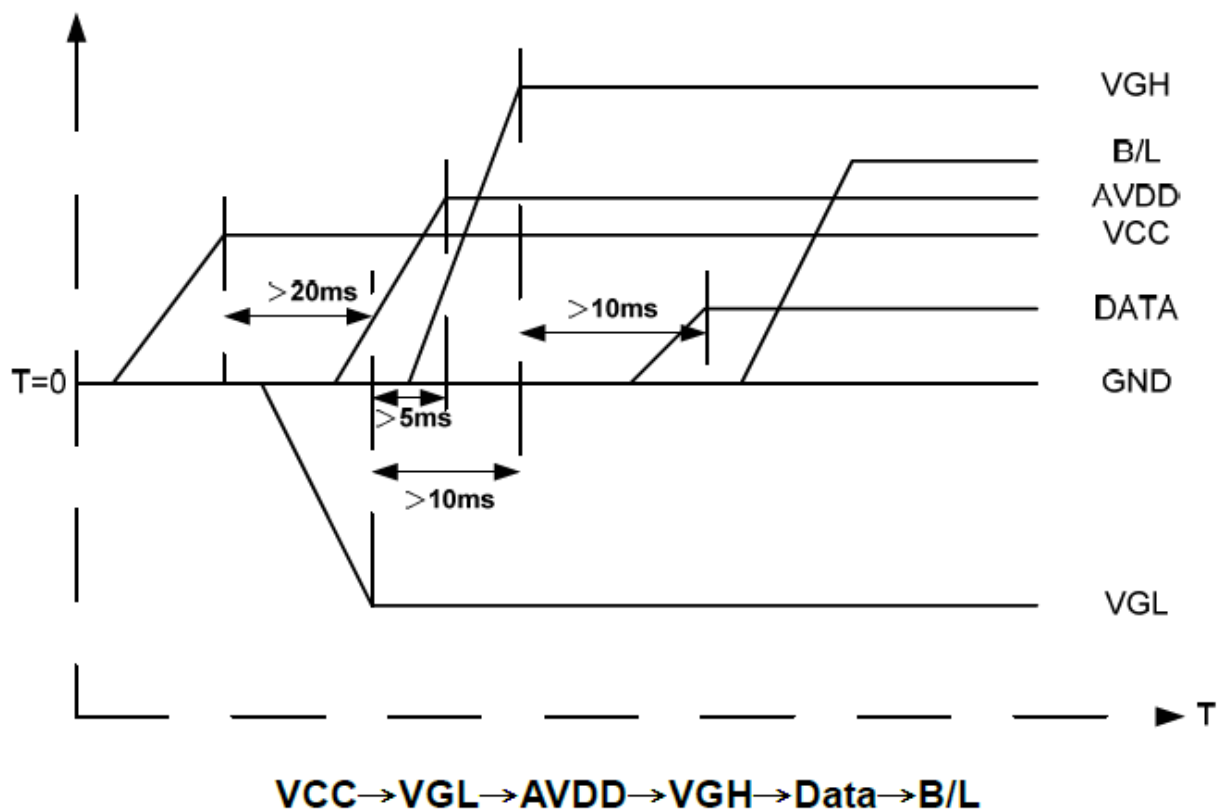 VGH
B/L
AVDD
VCC
>20ms
>10ms
DATA
T=0
GND
>5ms
>10ms
VGL
T
VCC→VGL→AVDD→VGH→Data→B/L